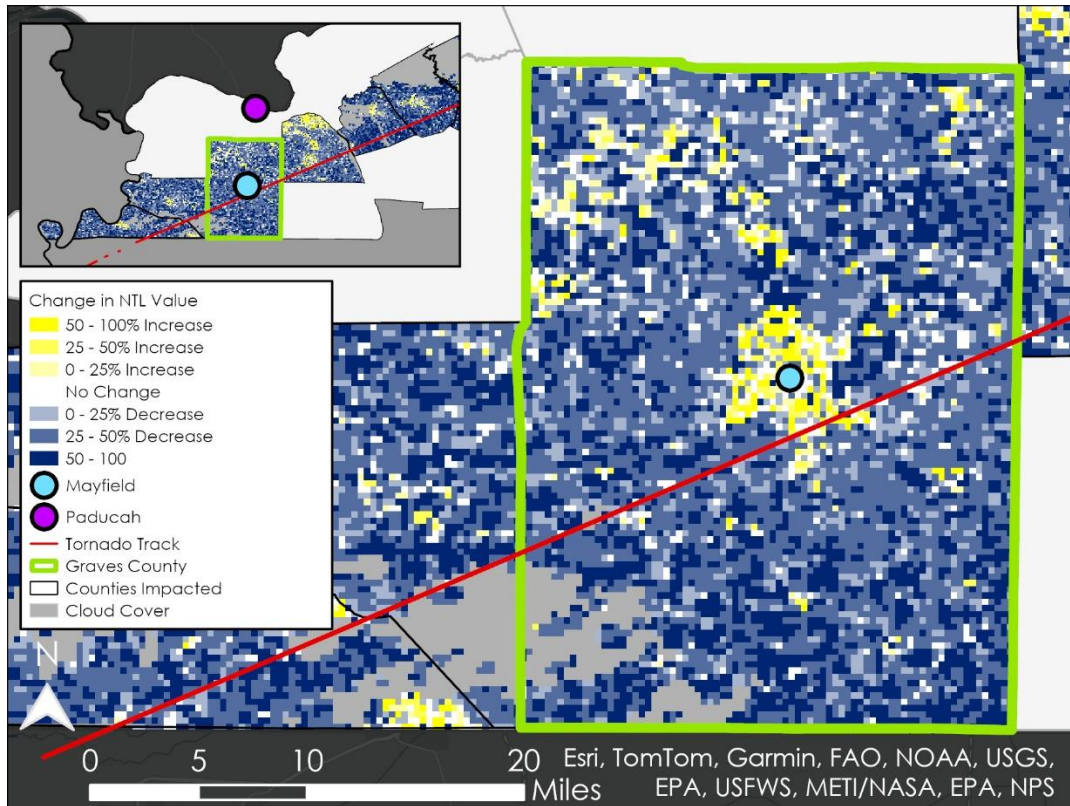 Change in NTL Value
50 - 100% Increase
25 - 50% Increase
0 - 25% Increase
No Change
0 - 25% Decrease
25 - 50% Decrease
50 - 100
Mayfield
Paducah
Tornado Track
Graves County
Counties Impacted
Cloud Cover
N
0 5 10 20
Miles
Esri, TomTom, Garmin, FAO, NOAA, USGS,
EPA, USFWS, METI/NASA, EPA, NPS